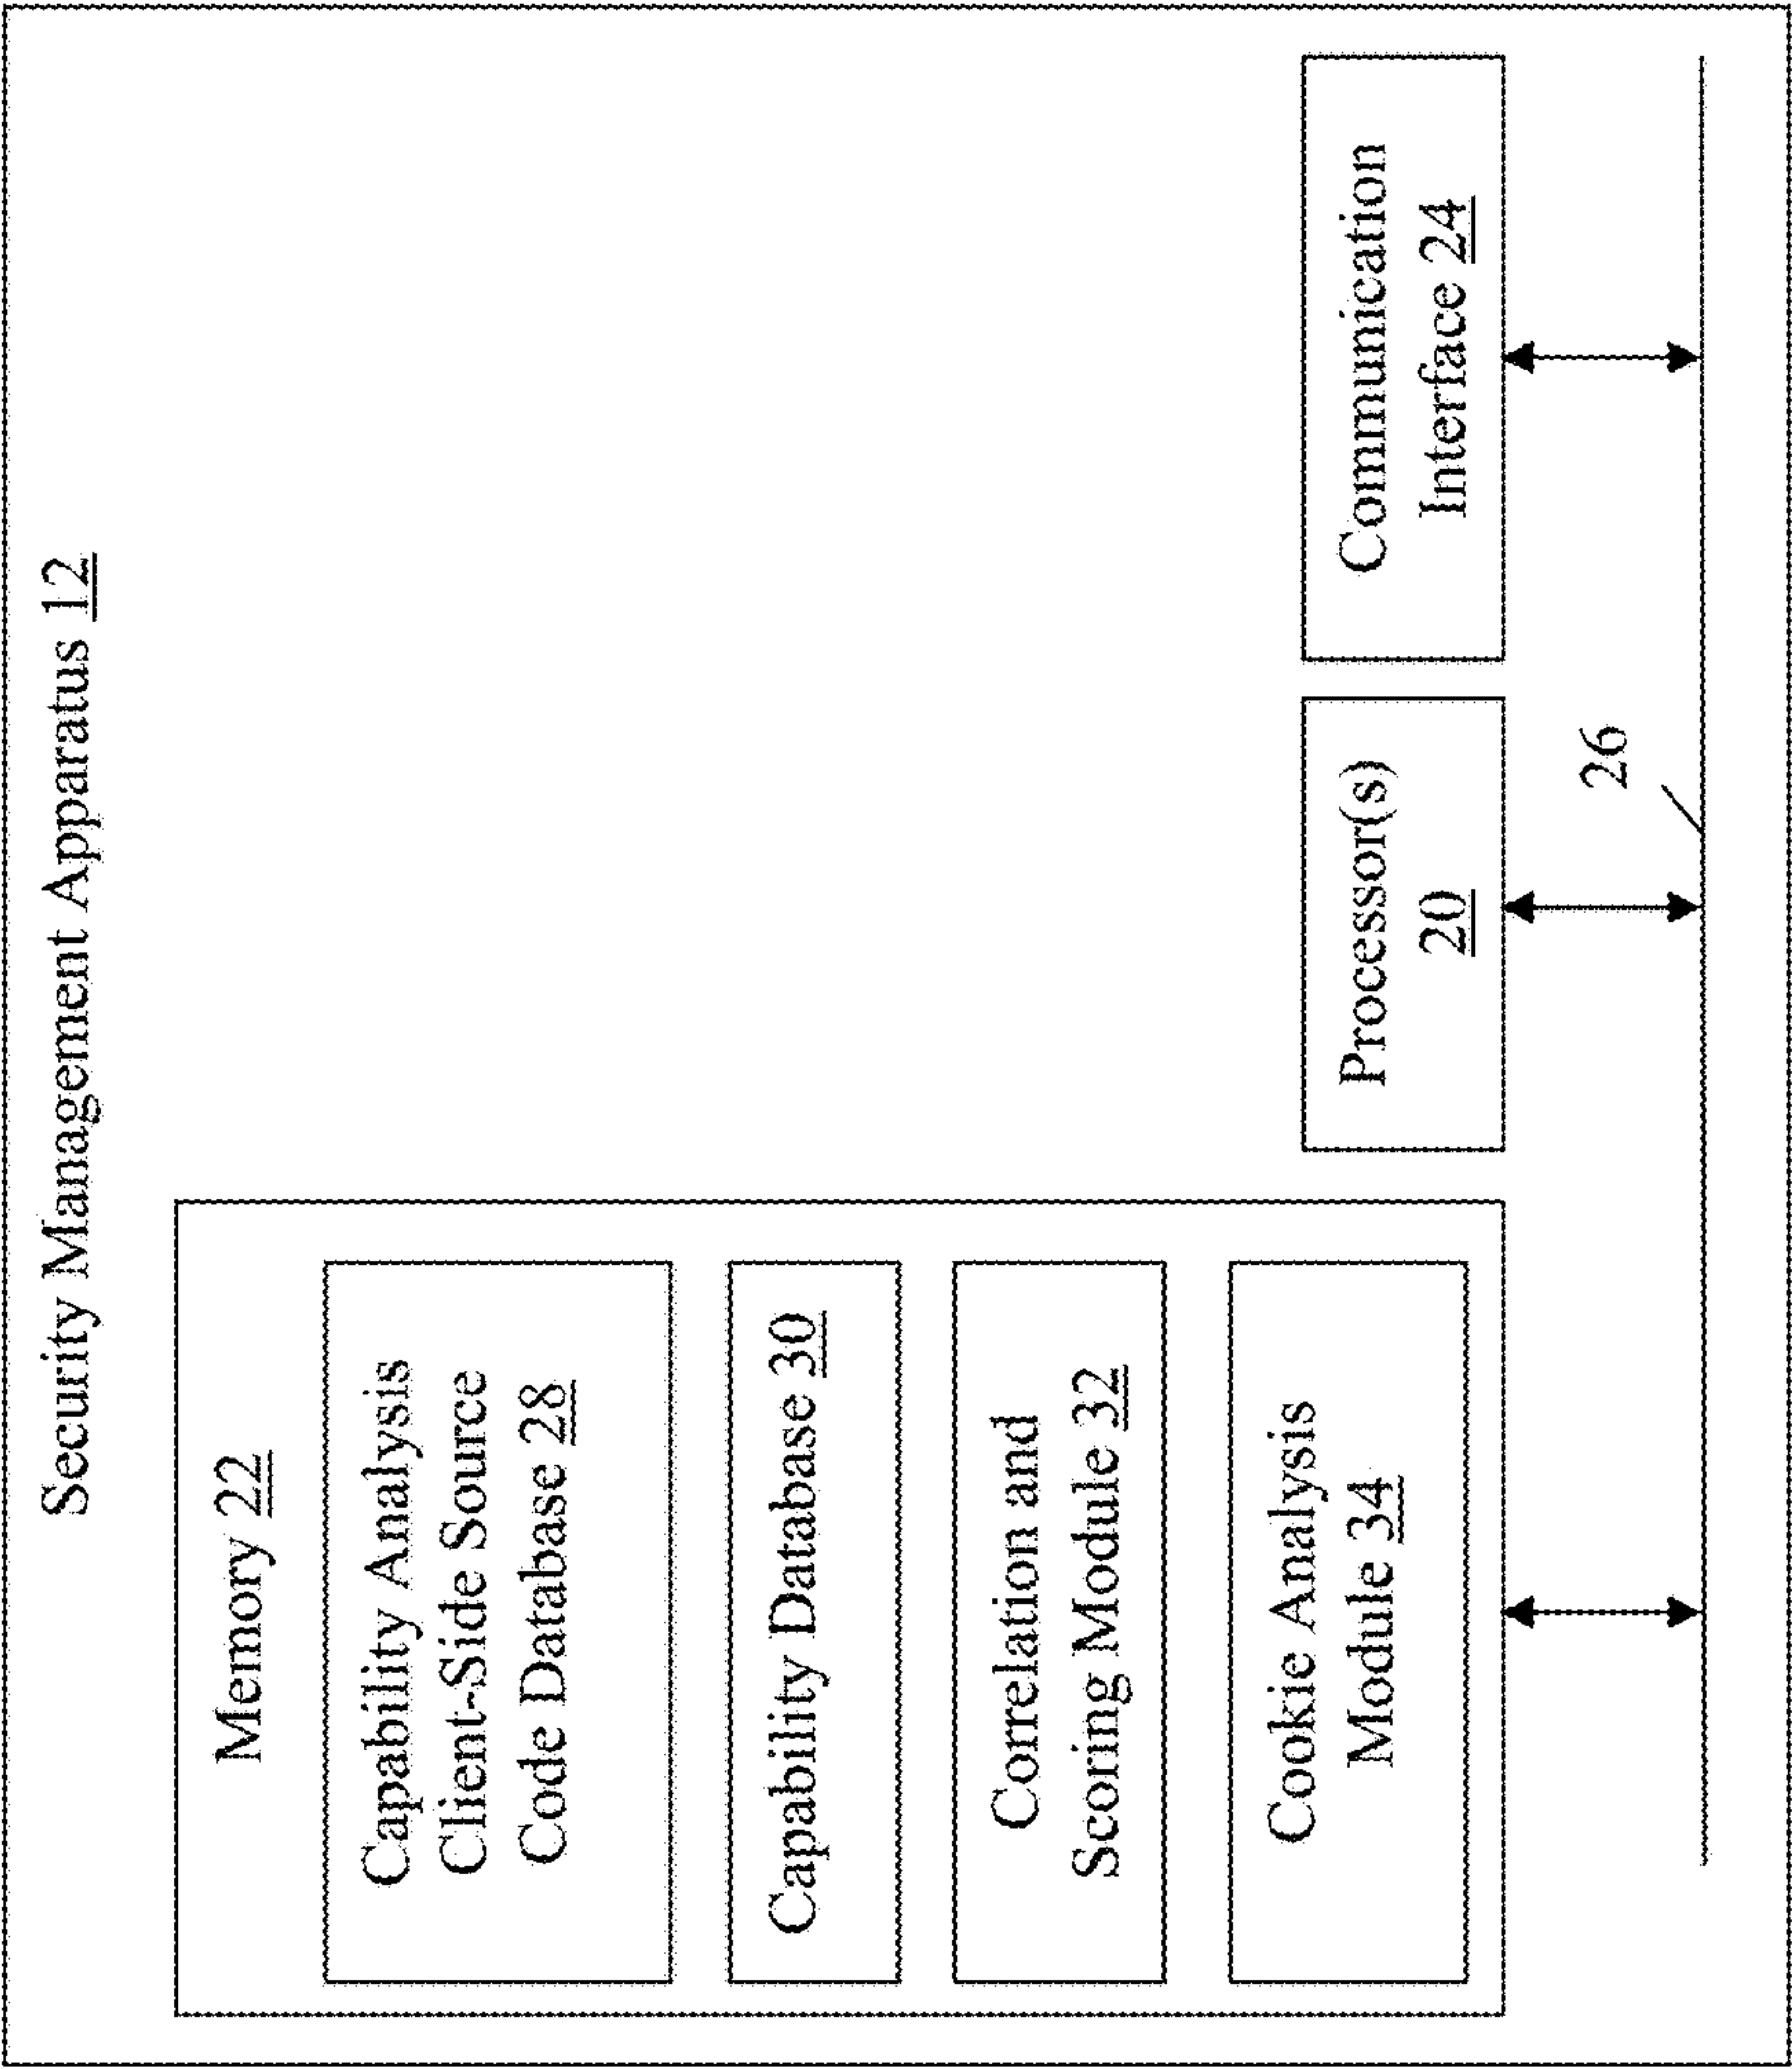 Security Management Apparatus 12
Memory 22
Capability Analysis
Client-Side Source
Code Database 28
Capability Database 30
Correlation and
Scoring Module 32
Cookie Analysis
Module 34
Processor(s)
20
Communication
Interface 24
26